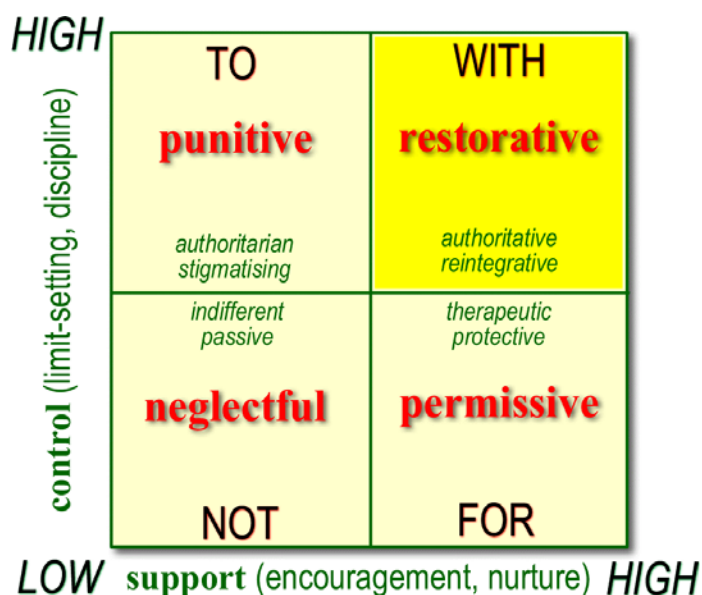 HIGH
TO
WITH
punitive
restorative
authoritarian
stigmatising
authoritative
reintegrative
control (limit-setting, discipline)
indifferent
passive
therapeutic
protective
neglectful
permissive
NOT
FOR
LOW
support (encouragement, nurture)
HIGH